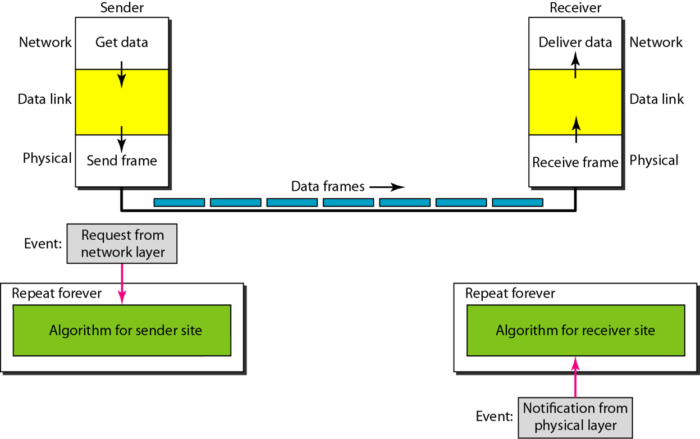 Sender
Receiver
Network
Get data
Deliver data
Network
Data link
Data link
Physical
Send frame
Receive frame
Physical
Data frames
Event:
Request from
network layer
Repeat forever
Algorithm for sender site
Repeat forever
Algorithm for receiver site
Event:
Notification from
physical layer